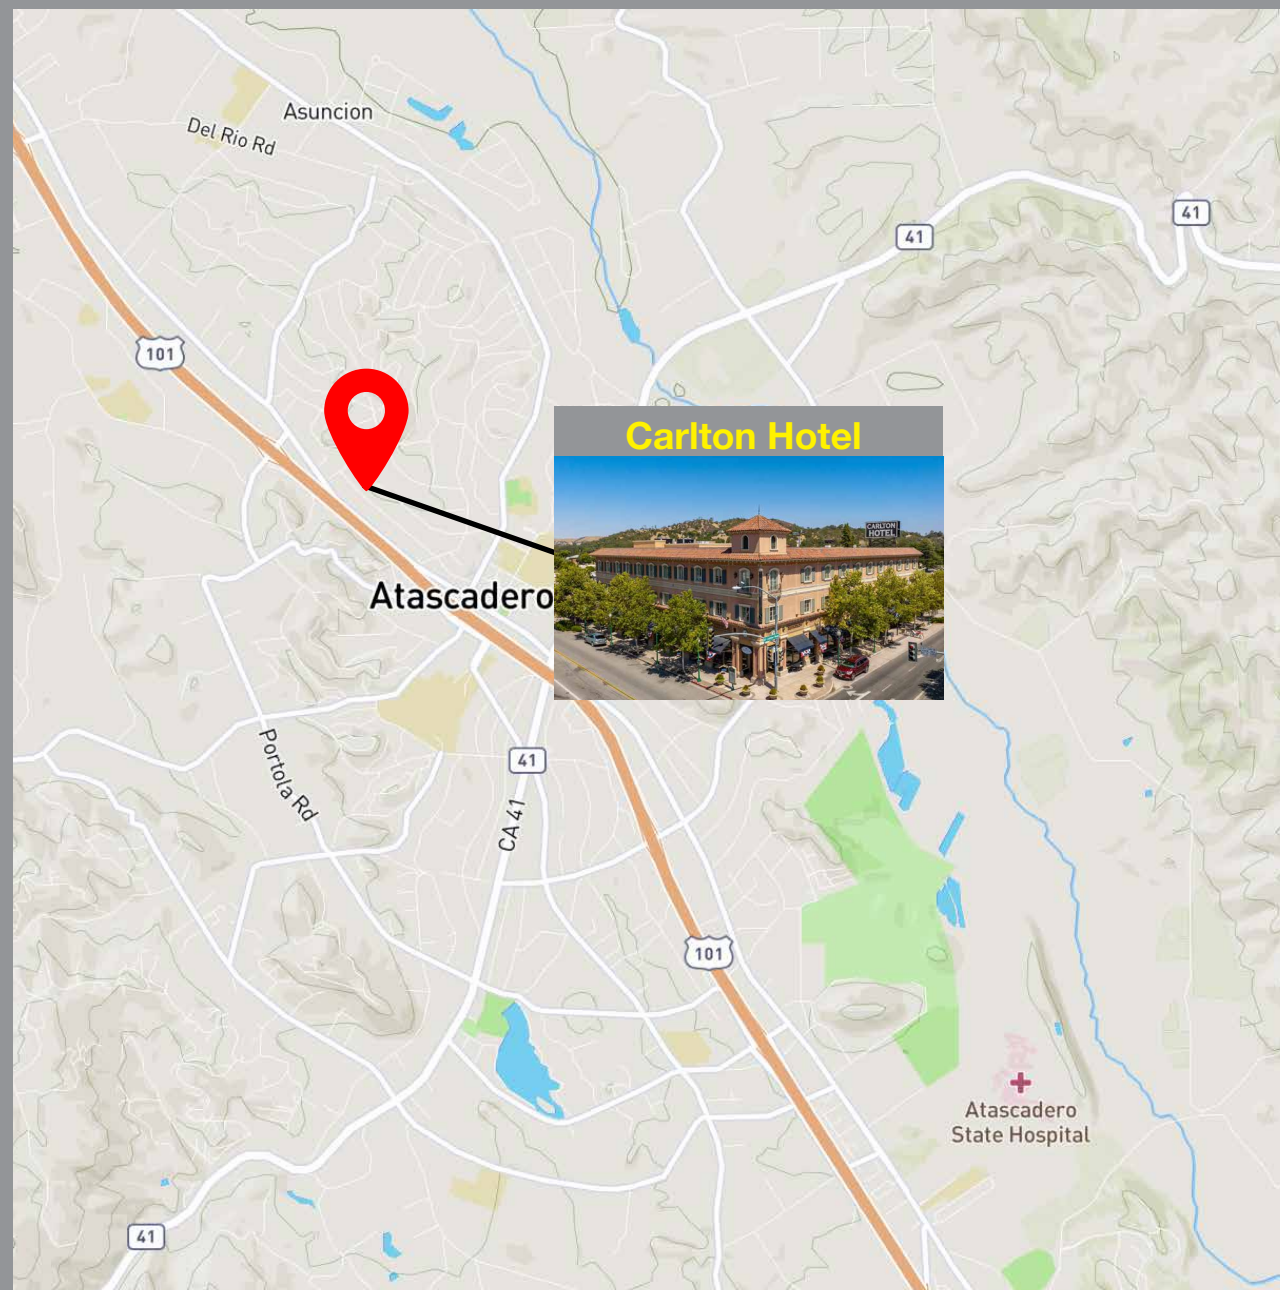 Asuncion
Del Rio Rd
41
41
101
Carlton Hotel
CARLTON
HOTEL
Atascadero
Portola Rd
41
CA 41
101
Atascadero
State Hospital
41